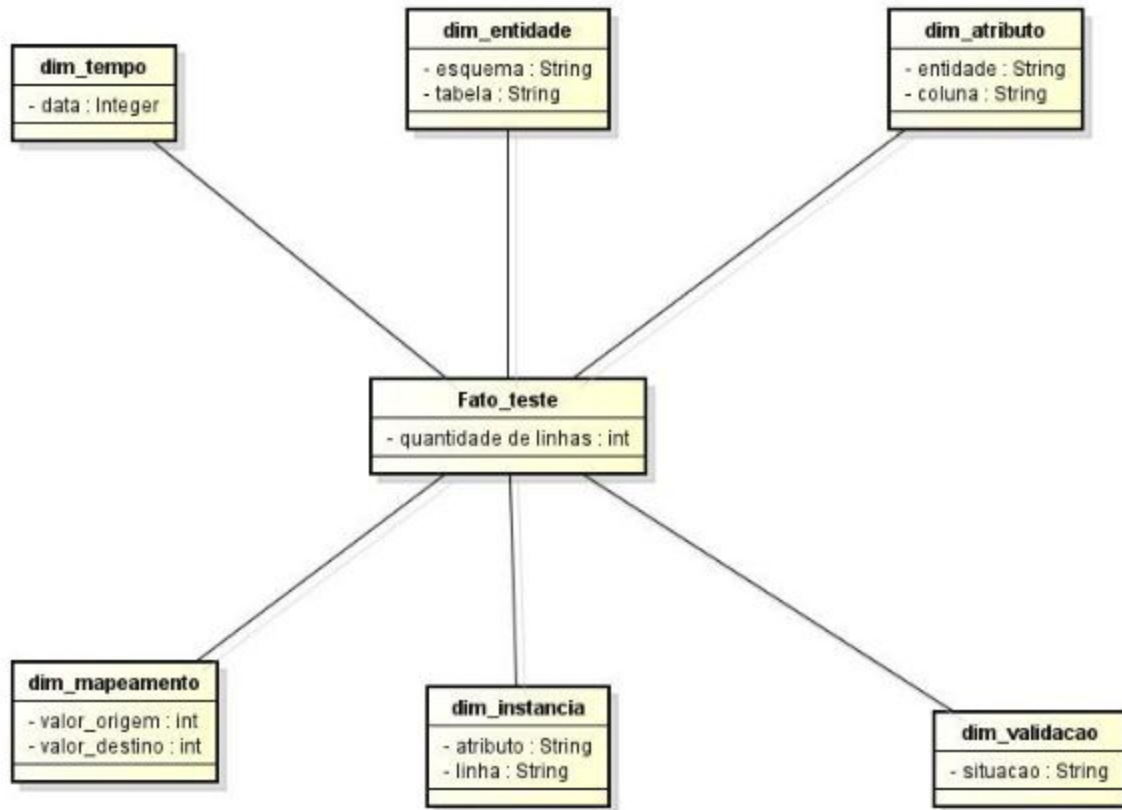 dim_tempo
- data : Integer
dim_entidade
- esquema : String
- tabela : String
dim_atributo
- entidade : String
- coluna : String
Fato_teste
- quantidade de linhas : int
dim_mapeamento
- valor_origem : int
- valor_destino : int
dim_instancia
- atributo : String
- linha : String
dim_validacao
- situacao : String